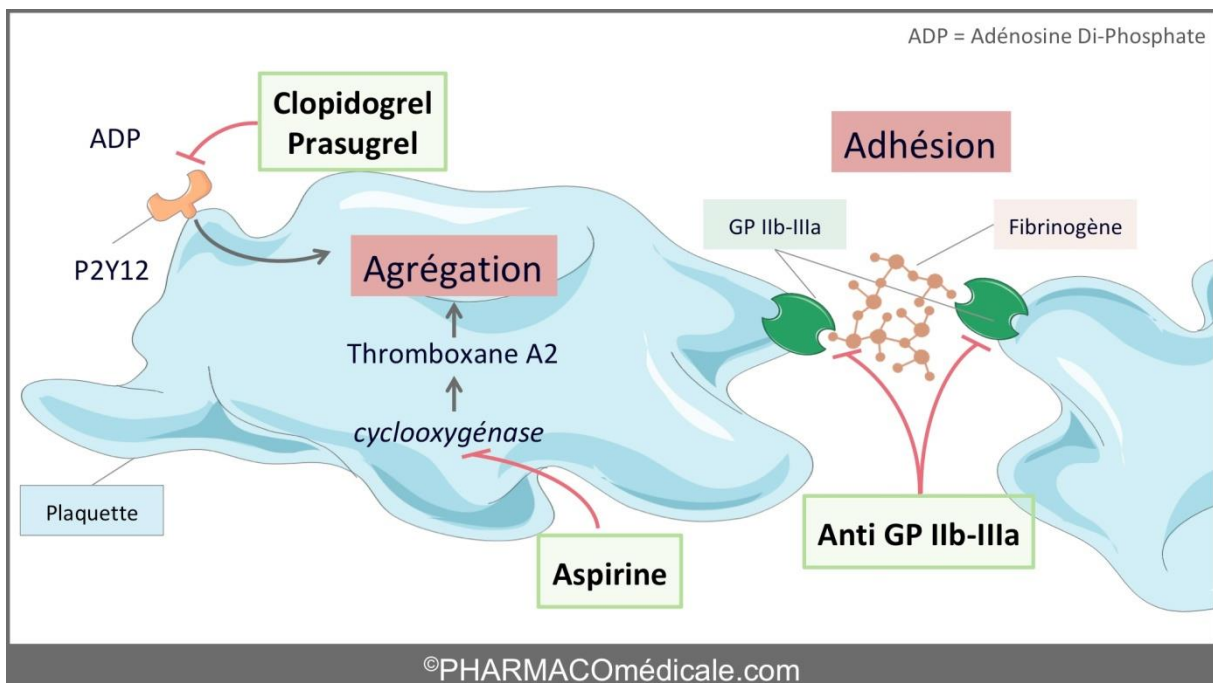 ADP = Adénosine Di-Phosphate
Clopidogrel
Prasugrel
ADP
Adhésion
GP IIb-IIIa
Fibrinogène
P2Y12
Agrégation
Thromboxane A2
cyclooxygénase
Plaquette
Anti GP IIb-IIIa
Aspirine
©PHARMACOmédicale.com